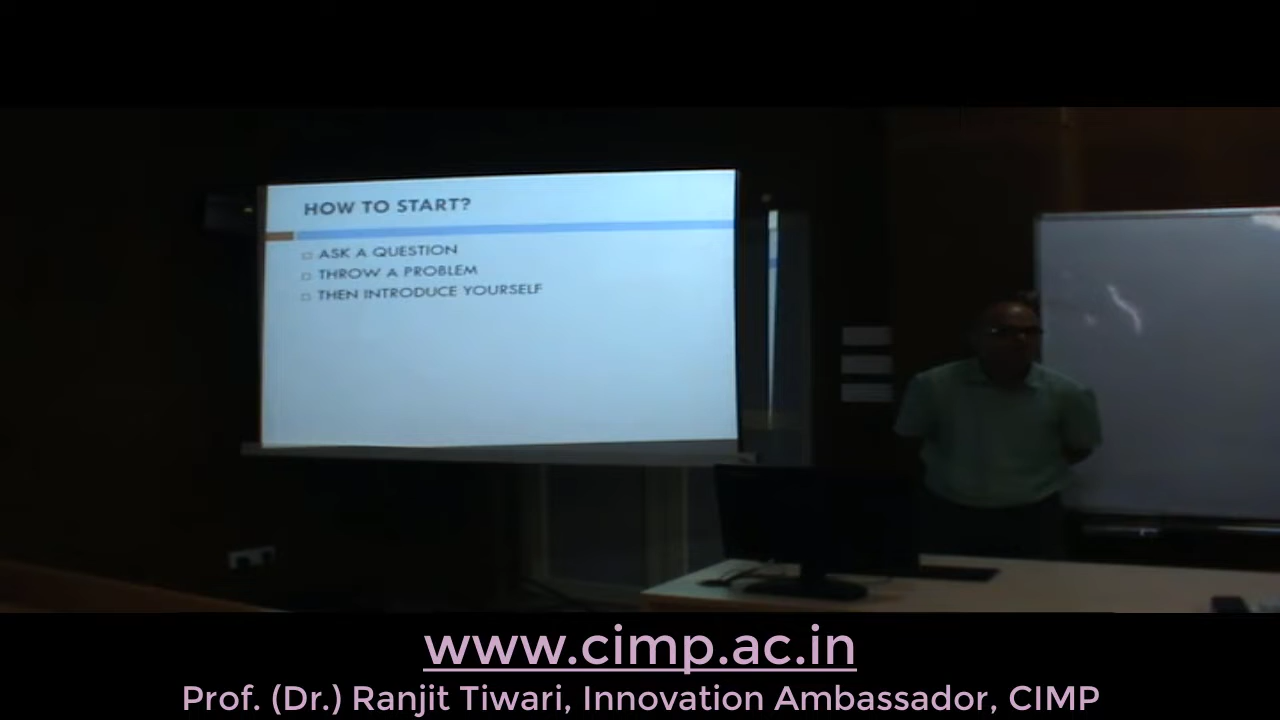 HOW TO START?
ASK A QUESTION
THROW A PROBLEM
THEN INTRODUCE YOURSELF
www.cimp.ac.in
Prof. (Dr.) Ranjit Tiwari, Innovation Ambassador, CIMP